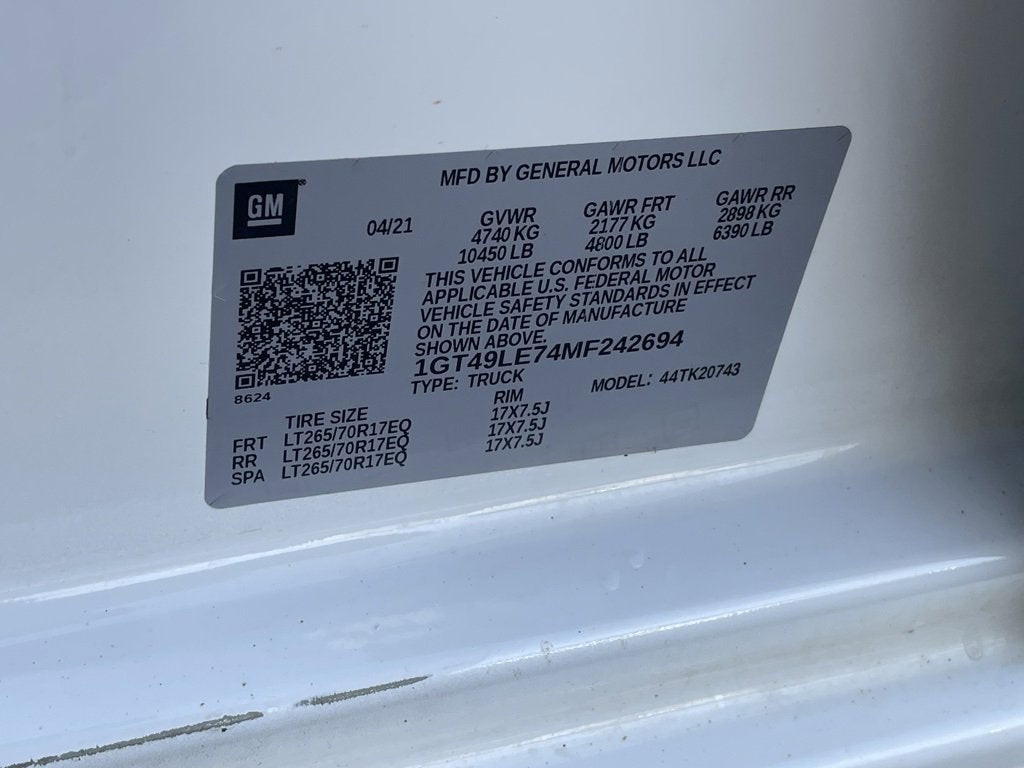 MFD BY GENERAL MOTORS LLC
GM®
04/21
GVWR GAWR FRT GAWR RR
4740 KG 2177 KG 2898 KG
10450 LB 4800 LB 6390 LB
THIS VEHICLE CONFORMS TO ALL
APPLICABLE U.S. FEDERAL MOTOR
VEHICLE SAFETY STANDARDS IN EFFECT
ON THE DATE OF MANUFACTURE
SHOWN ABOVE.
1GT49LE74MF242694
TYPE: TRUCK MODEL: 44TK20743
8624
TIRE SIZE RIM
FRT LT265/70R17EQ 17X7.5J
RR LT265/70R17EQ 17X7.5J
SPA LT265/70R17EQ 17X7.5J